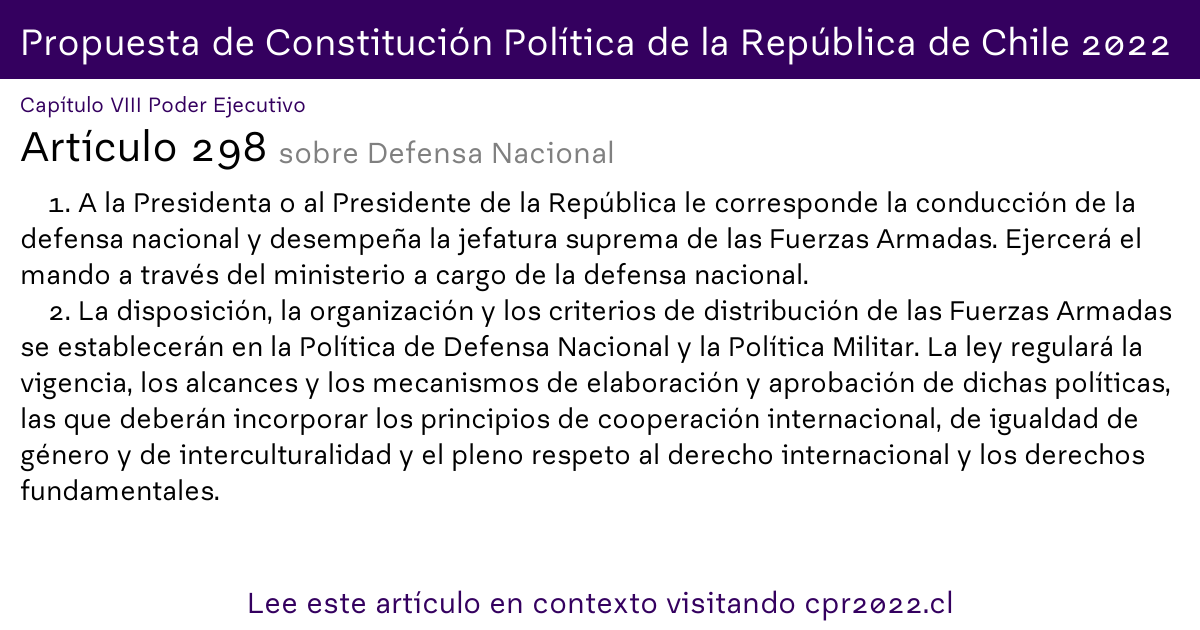 Propuesta de Constitución Política de la República de Chile 2022
Capítulo VIII Poder Ejecutivo
Artículo 298 sobre Defensa Nacional
1. A la Presidenta o al Presidente de la República le corresponde la conducción de la
defensa nacional y desempeña la jefatura suprema de las Fuerzas Armadas. Ejercerá el
mando a través del ministerio a cargo de la defensa nacional.
2. La disposición, la organización y los criterios de distribución de las Fuerzas Armadas
se establecerán en la Política de Defensa Nacional y la Política Militar. La ley regulará la
vigencia, los alcances y los mecanismos de elaboración y aprobación de dichas políticas,
las que deberán incorporar los principios de cooperación internacional, de igualdad de
género y de interculturalidad y el pleno respeto al derecho internacional y los derechos
fundamentales.
Lee este artículo en contexto visitando cpr2022.cl